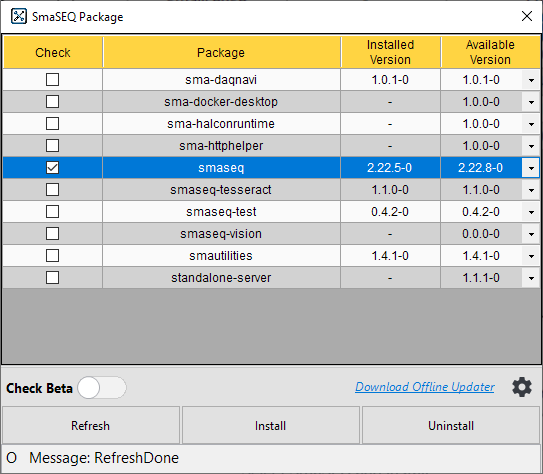 SmaSEQ Package
Check Package Installed Version Available Version
sma-daqnavi 1.0.1-0 1.0.1-0
sma-docker-desktop - 1.0.0-0
sma-halconruntime - 1.0.0-0
sma-httphelper - 1.0.0-0
smaseq 2.22.5-0 2.22.8-0
smaseq-tesseract 1.1.0-0 1.1.0-0
smaseq-test 0.4.2-0 0.4.2-0
smaseq-vision - 0.0.0-0
smautilities 1.4.1-0 1.4.1-0
standalone-server - 1.1.1-0
Check Beta Download Offline Updater
Refresh Install Uninstall
O Message: RefreshDone